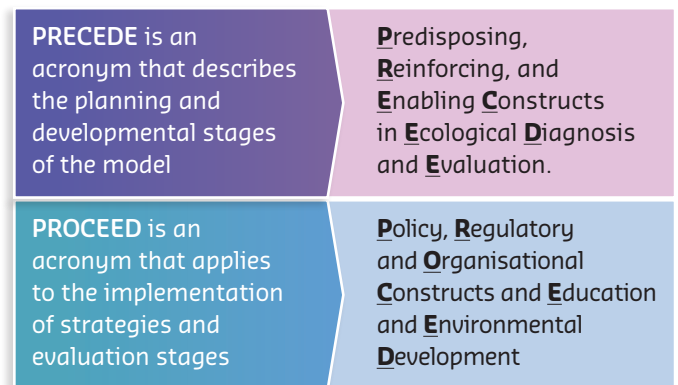 PRECEDE is an
acronym that describes
the planning and
developmental stages
of the model
Predisposing,
Reinforcing, and
Enabling Constructs
in Ecological Diagnosis
and Evaluation.
PROCEED is an
acronym that applies
to the implementation
of strategies and
evaluation stages
Policy, Regulatory
and Organisational
Constructs and Education
and Environmental
Development